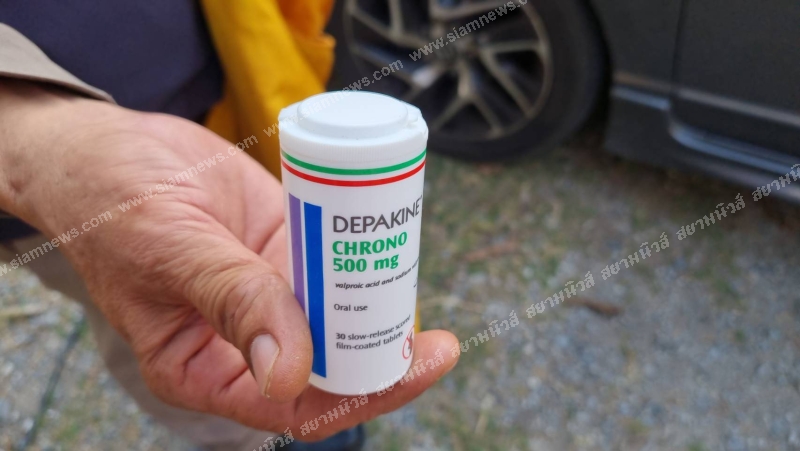 DEPAKINE
CHRONO
500 mg
valproic acid and sodium
Oral use
30 slow-release scored
film-coated tablets
www.siamnews.com
สยามนิวส์